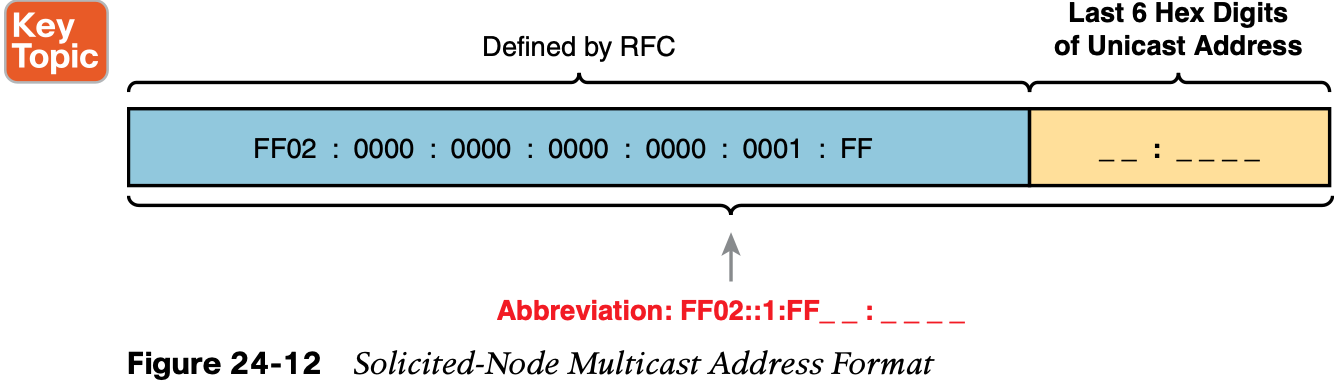 Key
Topic
Defined by RFC
Last 6 Hex Digits
of Unicast Address
FF02 : 0000 : 0000 : 0000 : 0000 : 0001 : FF
_ _ : _ _ _ _
Abbreviation: FF02::1:FF_ _ : _ _ _ _
Figure 24-12 Solicited-Node Multicast Address Format